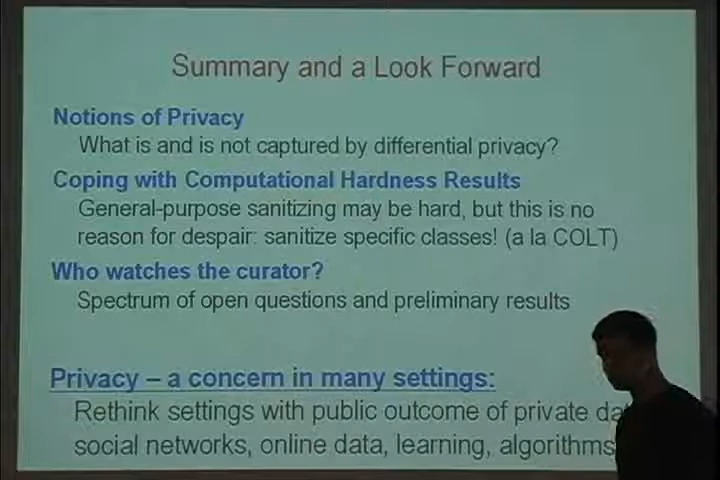 Summary and a Look Forward
Notions of Privacy
What is and is not captured by differential privacy?
Coping with Computational Hardness Results
General-purpose sanitizing may be hard, but this is no
reason for despair: sanitize specific classes! (a la COLT)
Who watches the curator?
Spectrum of open questions and preliminary results
Privacy – a concern in many settings:
Rethink settings with public outcome of private
social networks, online data, learning, algorithms